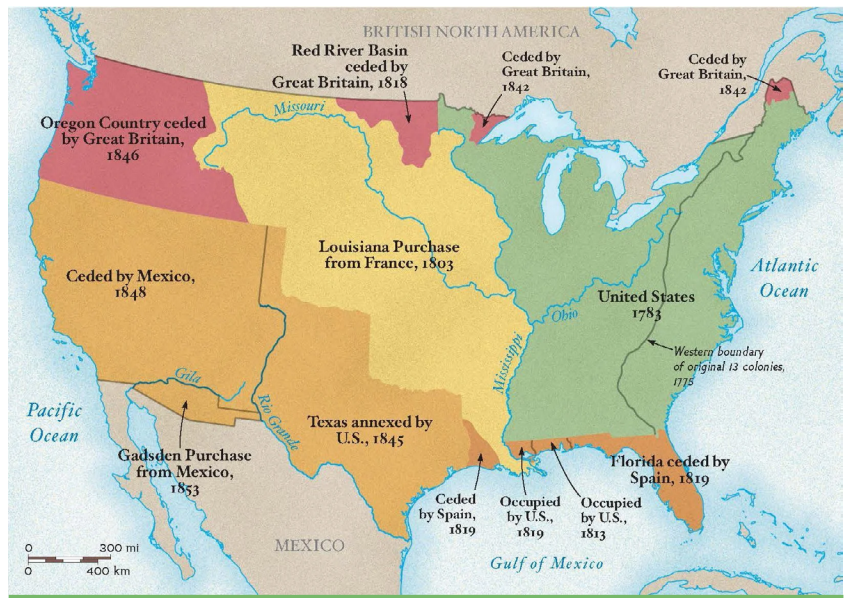 BRITISH NORTH AMERICA
Red River Basin
ceded by
Great Britain, 1818
Ceded by
Great Britain,
1842
Ceded by
Great Britain,
1842
Missouri
Oregon Country ceded
by Great Britain,
1846
Louisiana Purchase
from France, 1803
Ceded by Mexico,
1848
Atlantic
Ocean
United States
1783
Ohio
Mississippi
Western boundary
of original 13 colonies,
1775
Gila
Rio Grande
Pacific
Ocean
Texas annexed by
U.S., 1845
Gadsden Purchase
from Mexico,
1853
Florida ceded by
Spain, 1819
Ceded
by Spain,
1819
Occupied
by U.S.,
1819
Occupied
by U.S.,
1813
MEXICO
Gulf of Mexico
0 300 mi
0 400 km